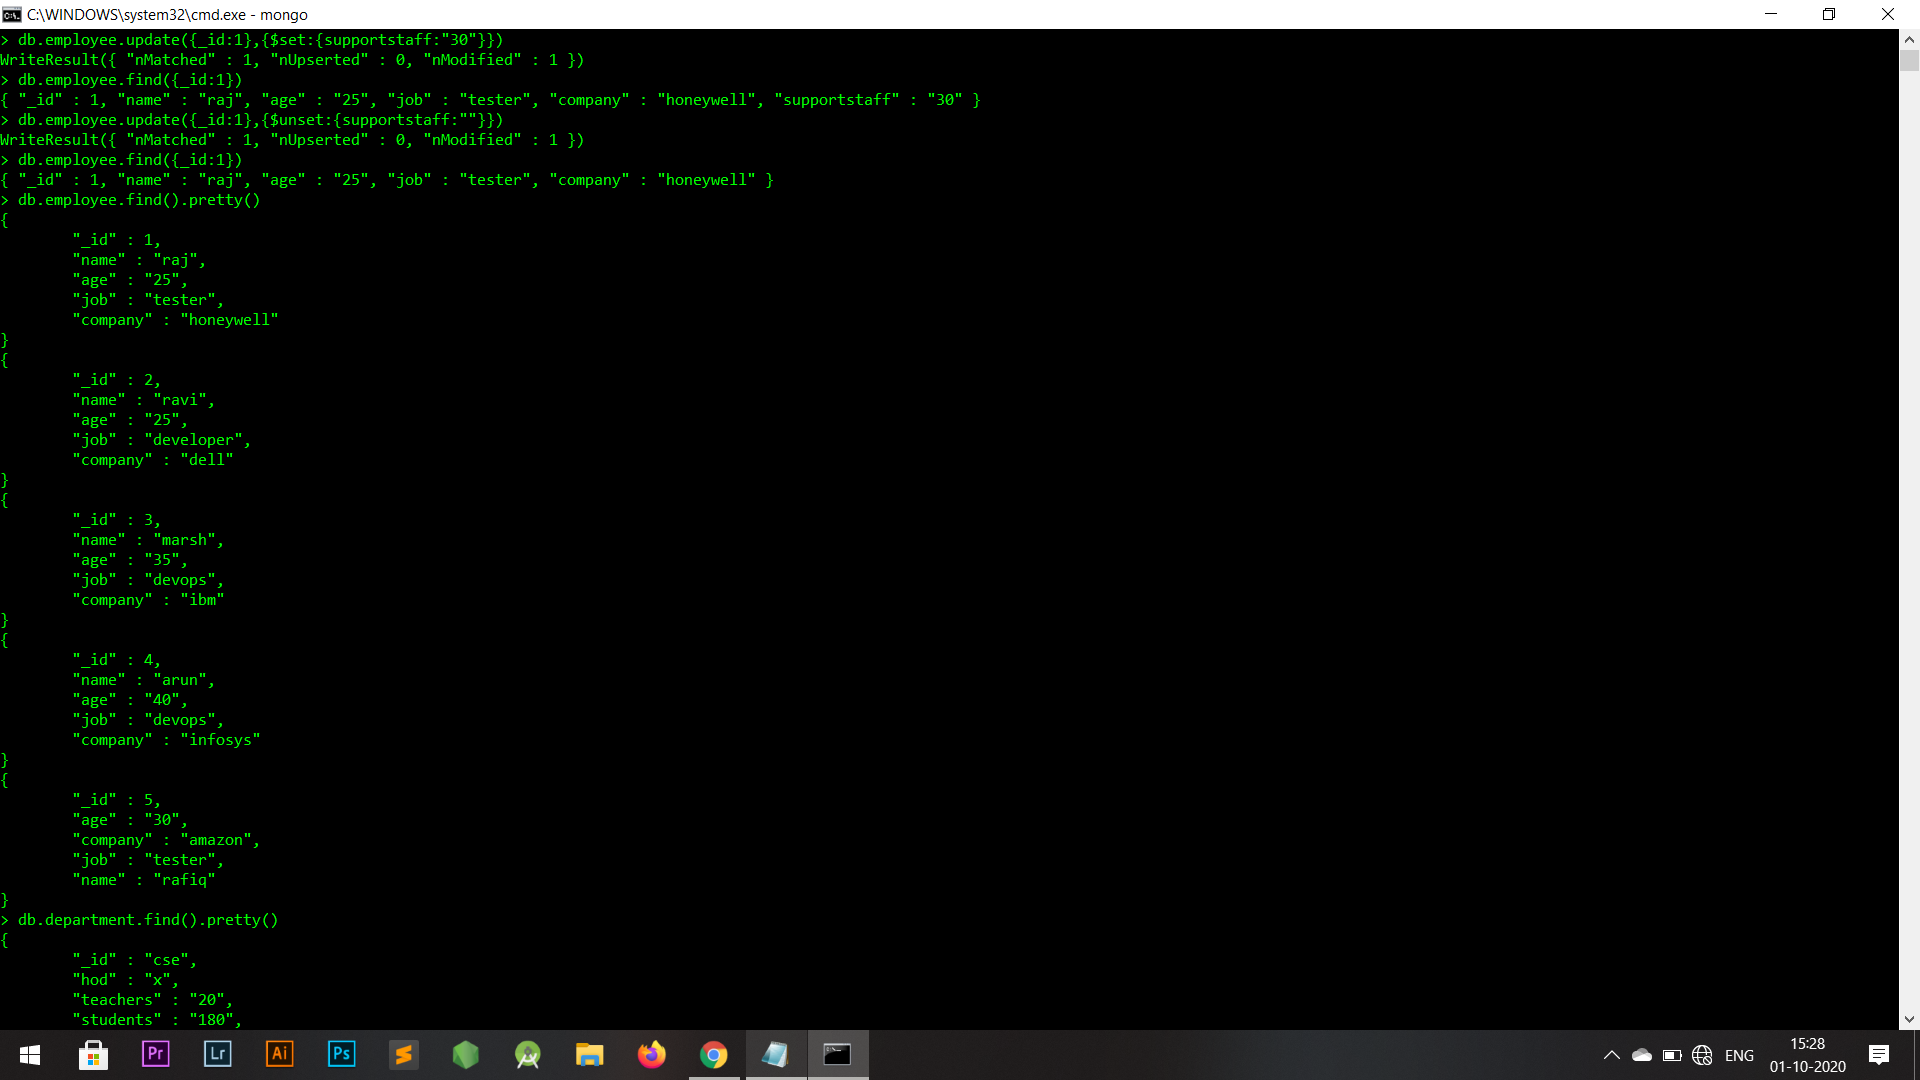 C:\WINDOWS\system32\cmd.exe - mongo
> db.employee.update({_id:1},{$set:{supportstaff:"30"}})
WriteResult({ "nMatched" : 1, "nUpserted" : 0, "nModified" : 1 })
> db.employee.find({_id:1})
{ "_id" : 1, "name" : "raj", "age" : "25", "job" : "tester", "company" : "honeywell", "supportstaff" : "30" }
> db.employee.update({_id:1},{$unset:{supportstaff:""}})
WriteResult({ "nMatched" : 1, "nUpserted" : 0, "nModified" : 1 })
> db.employee.find({_id:1})
{ "_id" : 1, "name" : "raj", "age" : "25", "job" : "tester", "company" : "honeywell" }
> db.employee.find().pretty()
{
        "_id" : 1,
        "name" : "raj",
        "age" : "25",
        "job" : "tester",
        "company" : "honeywell"
}
{
        "_id" : 2,
        "name" : "ravi",
        "age" : "25",
        "job" : "developer",
        "company" : "dell"
}
{
        "_id" : 3,
        "name" : "marsh",
        "age" : "35",
        "job" : "devops",
        "company" : "ibm"
}
{
        "_id" : 4,
        "name" : "arun",
        "age" : "40",
        "job" : "devops",
        "company" : "infosys"
}
{
        "_id" : 5,
        "age" : "30",
        "company" : "amazon",
        "job" : "tester",
        "name" : "rafiq"
}
> db.department.find().pretty()
{
        "_id" : "cse",
        "hod" : "x",
        "teachers" : "20",
        "students" : "180",
Pr Lr Ai Ps ENG 15:28
01-10-2020